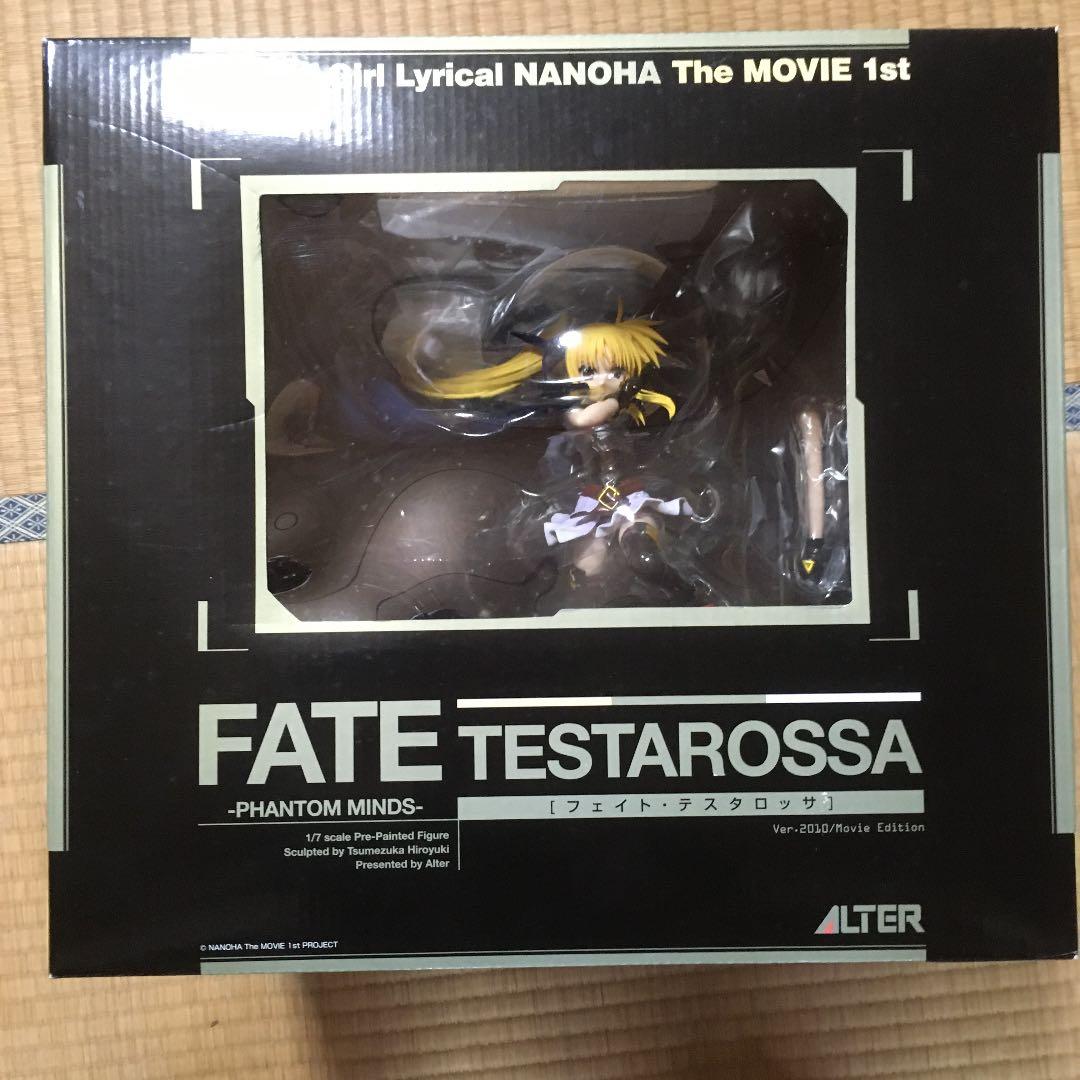 Girl Lyrical NANOHA The MOVIE 1st
FATE TESTAROSSA
-PHANTOM MINDS-
[フェイト・テスタロッサ]
Ver.2010/Movie Edition
1/7 scale Pre-Painted Figure
Sculpted by Tsumezuka Hiroyuki
Presented by Alter
ALTER
© NANOHA The MOVIE 1st PROJECT